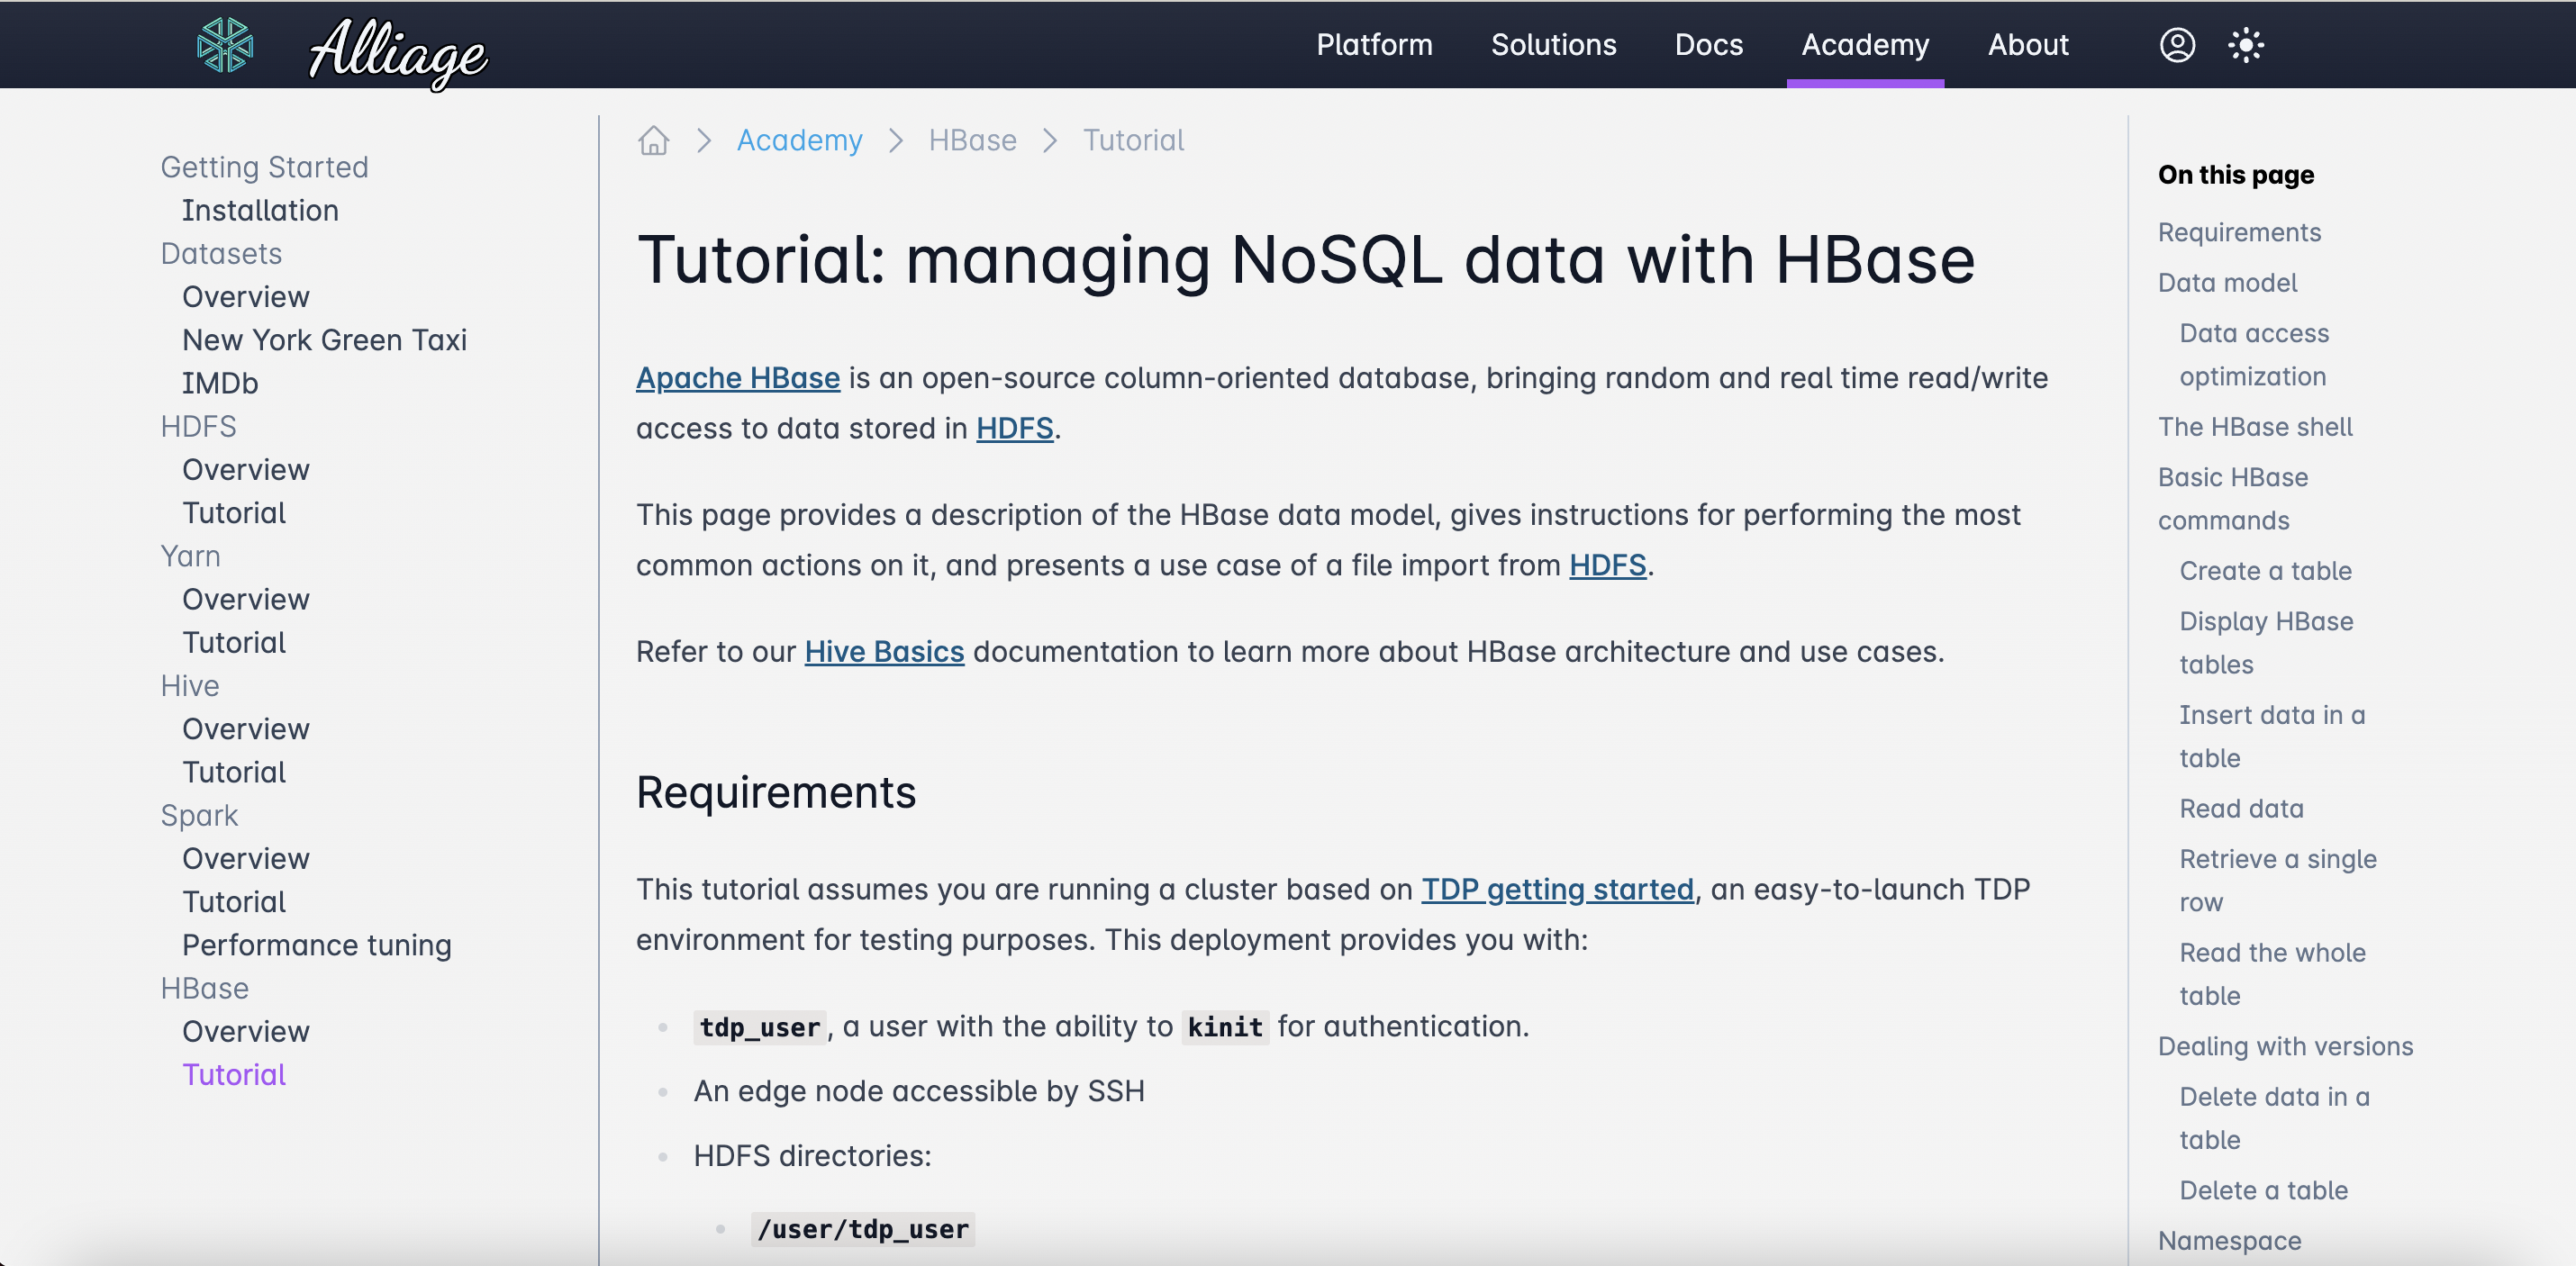 Alliage
Platform
Solutions
Docs
Academy
About
Getting Started
Installation
Datasets
Overview
New York Green Taxi
IMDb
HDFS
Overview
Tutorial
Yarn
Overview
Tutorial
Hive
Overview
Tutorial
Spark
Overview
Tutorial
Performance tuning
HBase
Overview
Tutorial
Academy
HBase
Tutorial
Tutorial: managing NoSQL data with HBase
Apache HBase is an open-source column-oriented database, bringing random and real time read/write
access to data stored in HDFS.
This page provides a description of the HBase data model, gives instructions for performing the most
common actions on it, and presents a use case of a file import from HDFS.
Refer to our Hive Basics documentation to learn more about HBase architecture and use cases.
Requirements
This tutorial assumes you are running a cluster based on TDP getting started, an easy-to-launch TDP
environment for testing purposes. This deployment provides you with:
tdp_user, a user with the ability to kinit for authentication.
An edge node accessible by SSH
HDFS directories:
/user/tdp_user
On this page
Requirements
Data model
Data access
optimization
The HBase shell
Basic HBase
commands
Create a table
Display HBase
tables
Insert data in a
table
Read data
Retrieve a single
row
Read the whole
table
Dealing with versions
Delete data in a
table
Delete a table
Namespace